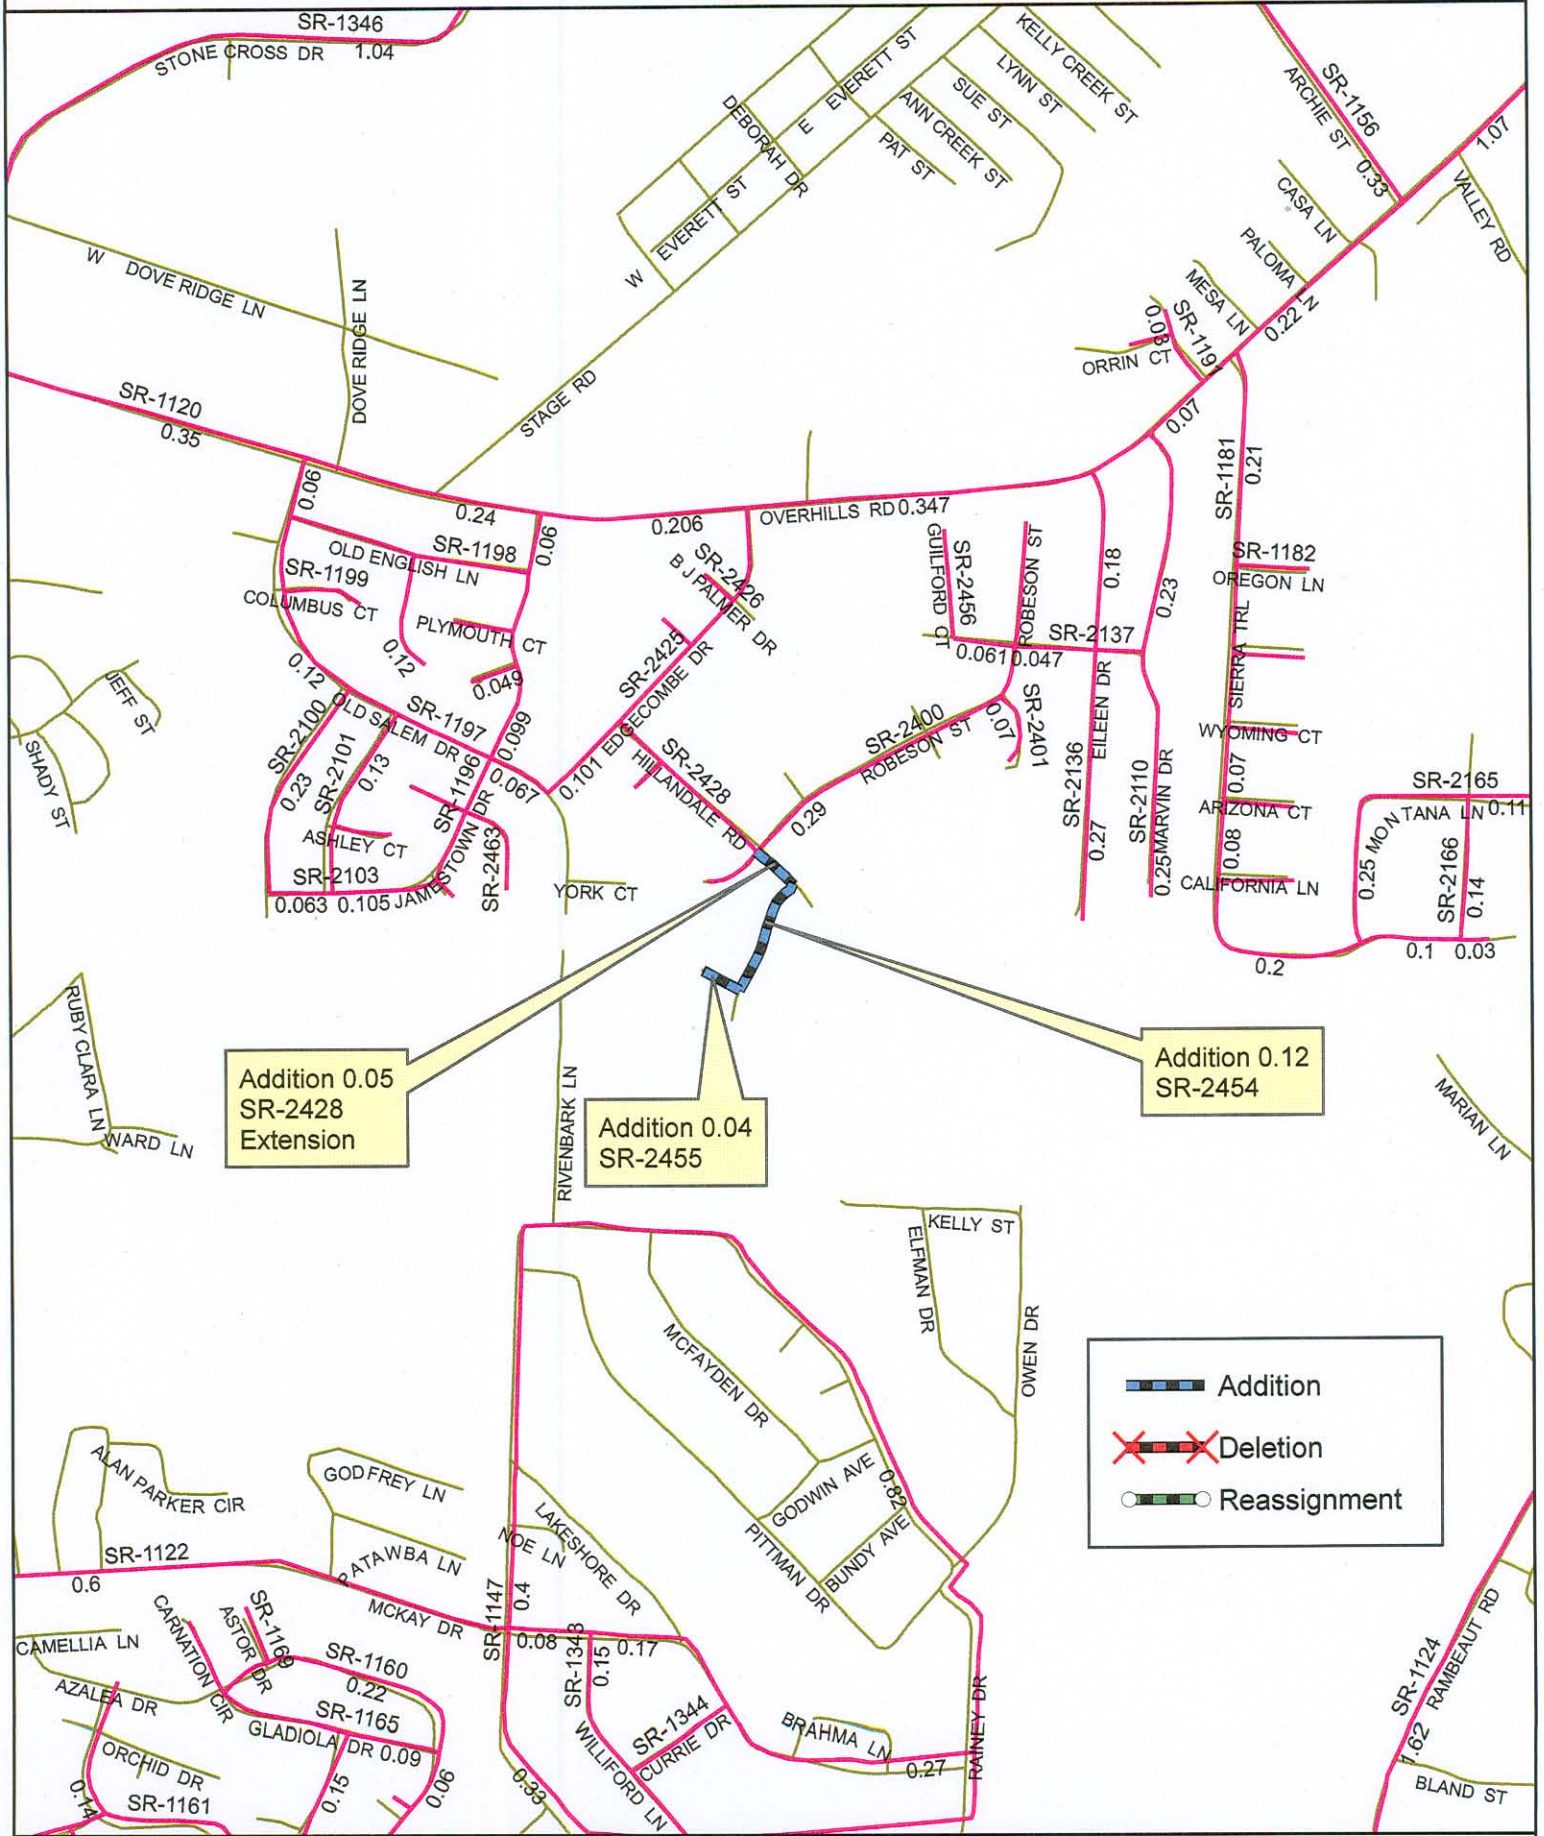 SR-1346
STONE CROSS DR 1.04
W EVERETT ST
E EVERETT ST
DEBORAH DR
KELLY CREEK ST
LYNN ST
SUE ST
ANN CREEK ST
PAT ST
SR-1156
ARCHIE ST 0.33
1.07
VALLEY RD
CASA LN
PALOMA LN
MESA LN
0.22
0.03
SR-1191
ORRIN CT
0.07
W DOVE RIDGE LN
DOVE RIDGE LN
STAGE RD
SR-1120
0.35
0.06
0.24
0.06
0.206
OVERHILLS RD 0.347
OLD ENGLISH LN
SR-1198
SR-1199
COLUMBUS CT
PLYMOUTH CT
0.12
0.12
0.049
SR-2426
B J PALMER DR
SR-2425
EDGECOMBE DR
0.101
GUILFORD CT
SR-2456
ROBESON ST
0.18
0.23
SR-1181
0.21
SR-1182
OREGON LN
SR-2137
0.061 0.047
SIERRA TRL
JEFF ST
SHADY ST
SR-2100
OLD SALEM DR
SR-1197
0.099
SR-2101
0.13
0.23
SR-1196
0.067
SR-2428
HILLANDALE RD
SR-2400
ROBESON ST
0.07
SR-2401
0.29
EILEEN DR
SR-2136
0.27
SR-2110
MARVIN DR
0.25
WYOMING CT
0.07
ARIZONA CT
0.08
CALIFORNIA LN
SR-2165
MONTANA LN 0.11
0.25
SR-2166
0.14
0.2
0.1 0.03
ASHLEY CT
SR-2103
0.063 0.105 JAMESTOWN DR
SR-2463
YORK CT
RUBY CLARA LN
WARD LN
Addition 0.05
SR-2428
Extension
Addition 0.04
SR-2455
Addition 0.12
SR-2454
RIVENBARK LN
MARIAN LN
KELLY ST
ELFMAN DR
OWEN DR
MCFAYDEN DR
Addition
Deletion
Reassignment
ALAN PARKER CIR
GODFREY LN
GODWIN AVE
0.82
LAKESHORE DR
NOE LN
PITTMAN DR
BUNDY AVE
SR-1122
0.6
PATAWBA LN
MCKAY DR
SR-1147
0.4
0.08
SR-1343
0.15
0.17
CAMELLIA LN
CARNATION CIR
ASTOR DR
SR-1169
SR-1160
0.22
AZALEA DR
SR-1165
GLADIOLA DR 0.09
ORCHID DR
0.14
SR-1161
0.15
0.06
0.33
WILLIFORD LN
SR-1344
CURRIE DR
BRAHMA LN
0.27
RAINEY DR
SR-1124
RAMBEAUT RD
1.62
BLAND ST